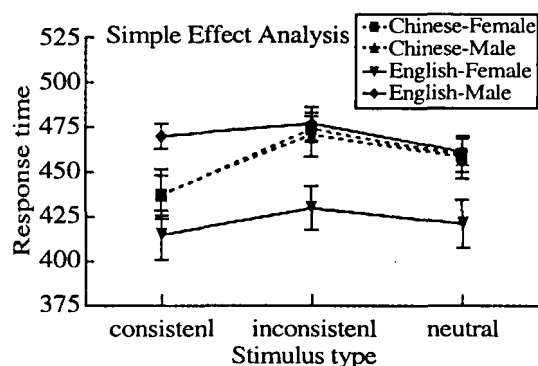 Simple Effect Analysis
Chinese-Female
Chinese-Male
English-Female
English-Male
525
500
475
450
425
400
375
Response time
consistenl
inconsistenl
neutral
Stimulus type